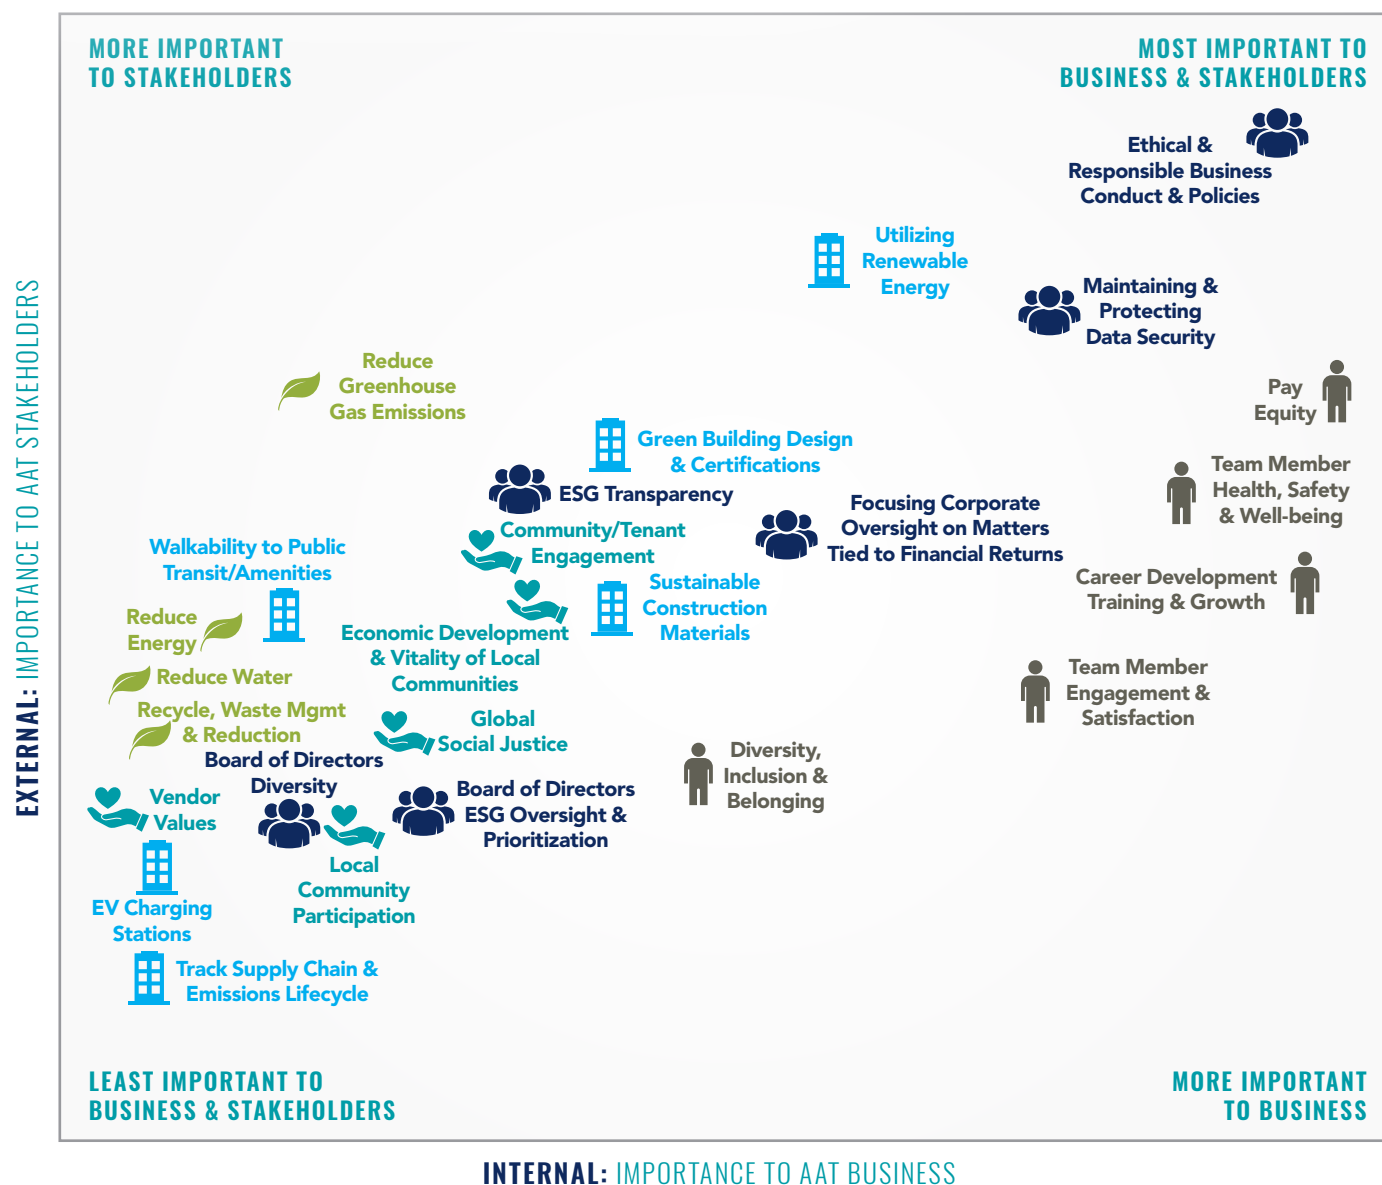 MORE IMPORTANT
TO STAKEHOLDERS
MOST IMPORTANT TO
BUSINESS & STAKEHOLDERS
Ethical &
Responsible Business
Conduct & Policies
Utilizing
Renewable
Energy
Maintaining &
Protecting
Data Security
Reduce
Greenhouse
Gas Emissions
Pay
Equity
Green Building Design
& Certifications
Team Member
Health, Safety
& Well-being
ESG Transparency
Focusing Corporate
Oversight on Matters
Tied to Financial Returns
Community/Tenant
Engagement
Walkability to Public
Transit/Amenities
Sustainable
Construction
Materials
Career Development
Training & Growth
Reduce
Energy
Economic Development
& Vitality of Local
Communities
Reduce Water
Team Member
Engagement &
Satisfaction
Recycle, Waste Mgmt
& Reduction
Global
Social Justice
Board of Directors
Diversity
Diversity,
Inclusion &
Belonging
Vendor
Values
Board of Directors
ESG Oversight &
Prioritization
Local
Community
Participation
EV Charging
Stations
Track Supply Chain &
Emissions Lifecycle
LEAST IMPORTANT TO
BUSINESS & STAKEHOLDERS
MORE IMPORTANT
TO BUSINESS
EXTERNAL: IMPORTANCE TO AAT STAKEHOLDERS
INTERNAL: IMPORTANCE TO AAT BUSINESS